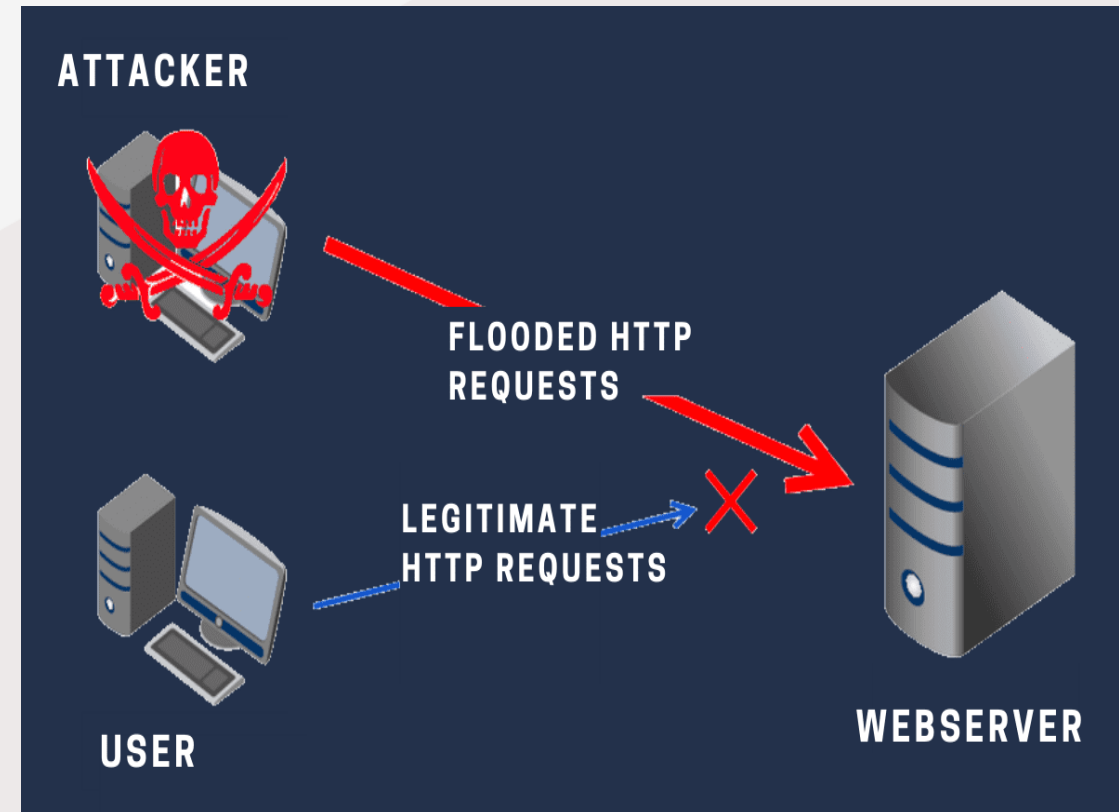 ATTACKER
FLOODED HTTP
REQUESTS
LEGITIMATE
HTTP REQUESTS
USER
WEBSERVER